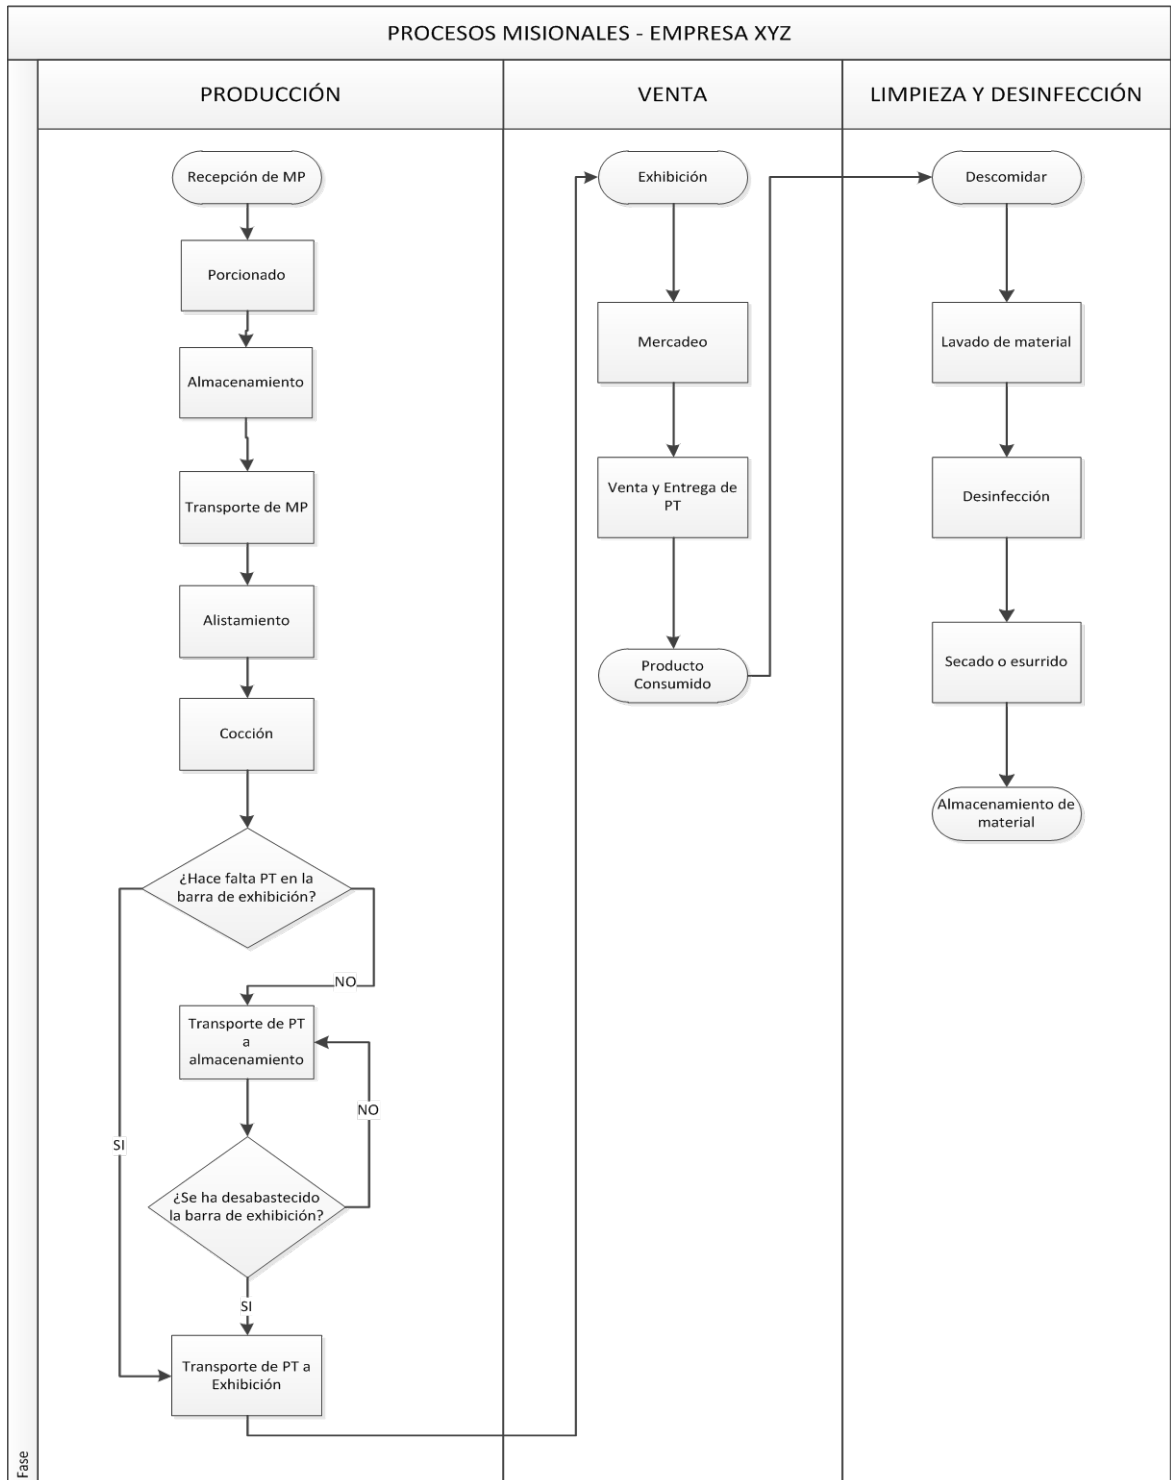 PROCESOS MISIONALES - EMPRESA XYZ
PRODUCCIÓN
VENTA
LIMPIEZA Y DESINFECCIÓN
Recepción de MP
Porcionado
Almacenamiento
Transporte de MP
Alistamiento
Cocción
¿Hace falta PT en la
barra de exhibición?
NO
Transporte de PT
a
almacenamiento
NO
SI
¿Se ha desabastecido
la barra de exhibición?
SI
Transporte de PT a
Exhibición
Exhibición
Mercadeo
Venta y Entrega de
PT
Producto
Consumido
Descomidar
Lavado de material
Desinfección
Secado o esurrido
Almacenamiento de
material
Fase